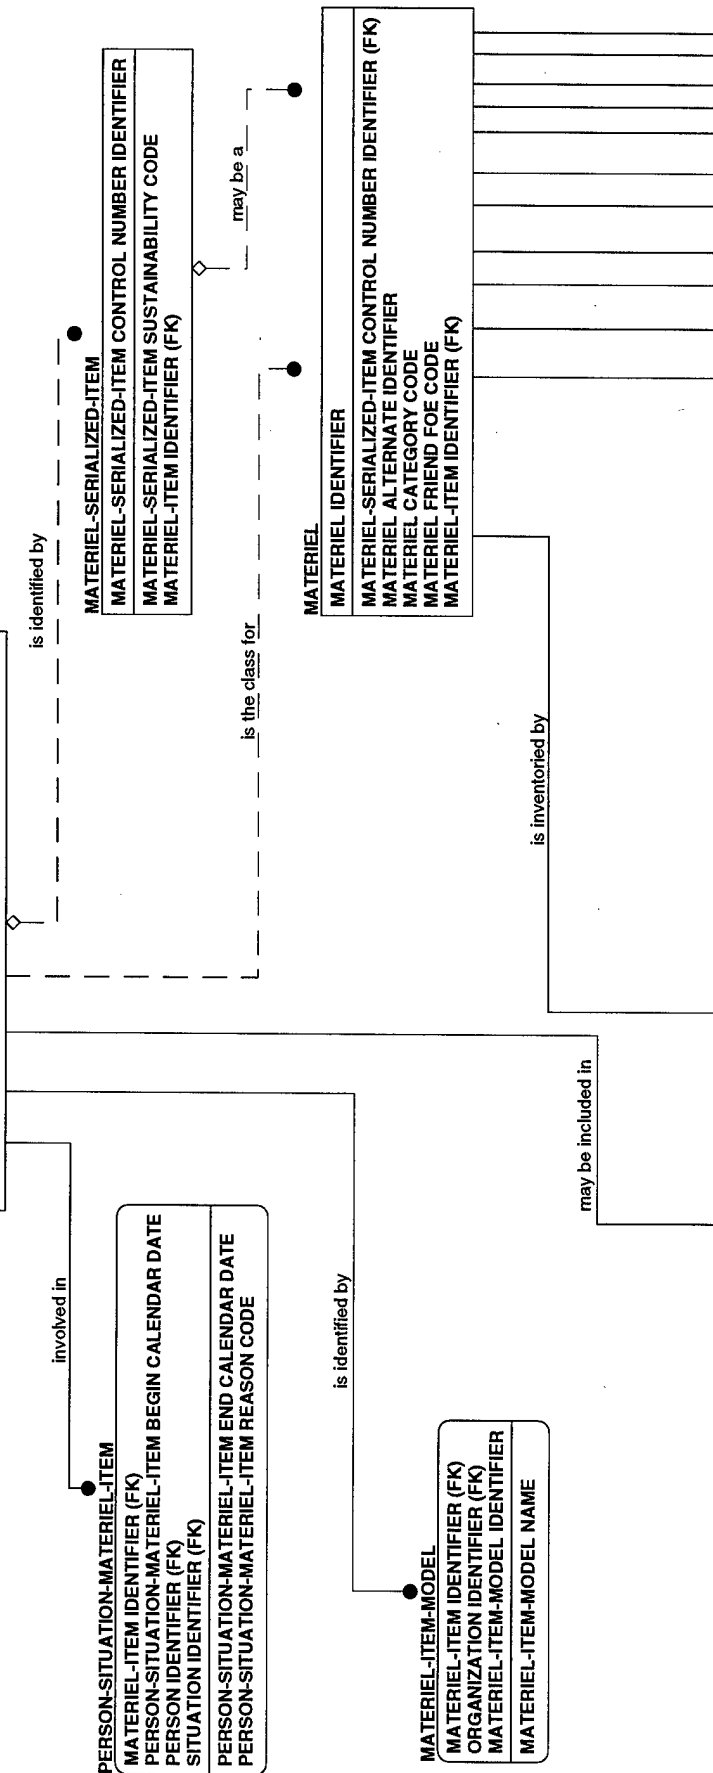 is identified by
MATERIEL-SERIALIZED-ITEM
MATERIEL-SERIALIZED-ITEM CONTROL NUMBER IDENTIFIER
MATERIEL-SERIALIZED-ITEM SUSTAINABILITY CODE
MATERIEL-ITEM IDENTIFIER (FK)
may be a
is the class for
MATERIEL
MATERIEL IDENTIFIER
MATERIEL-SERIALIZED-ITEM CONTROL NUMBER IDENTIFIER (FK)
MATERIEL ALTERNATE IDENTIFIER
MATERIEL CATEGORY CODE
MATERIEL FRIEND FOE CODE
MATERIEL-ITEM IDENTIFIER (FK)
is inventoried by
may be included in
involved in
PERSON-SITUATION-MATERIEL-ITEM
MATERIEL-ITEM IDENTIFIER (FK)
PERSON-SITUATION-MATERIEL-ITEM BEGIN CALENDAR DATE
PERSON IDENTIFIER (FK)
SITUATION IDENTIFIER (FK)
PERSON-SITUATION-MATERIEL-ITEM END CALENDAR DATE
PERSON-SITUATION-MATERIEL-ITEM REASON CODE
is identified by
MATERIEL-ITEM-MODEL
MATERIEL-ITEM IDENTIFIER (FK)
ORGANIZATION IDENTIFIER (FK)
MATERIEL-ITEM-MODEL IDENTIFIER
MATERIEL-ITEM-MODEL NAME